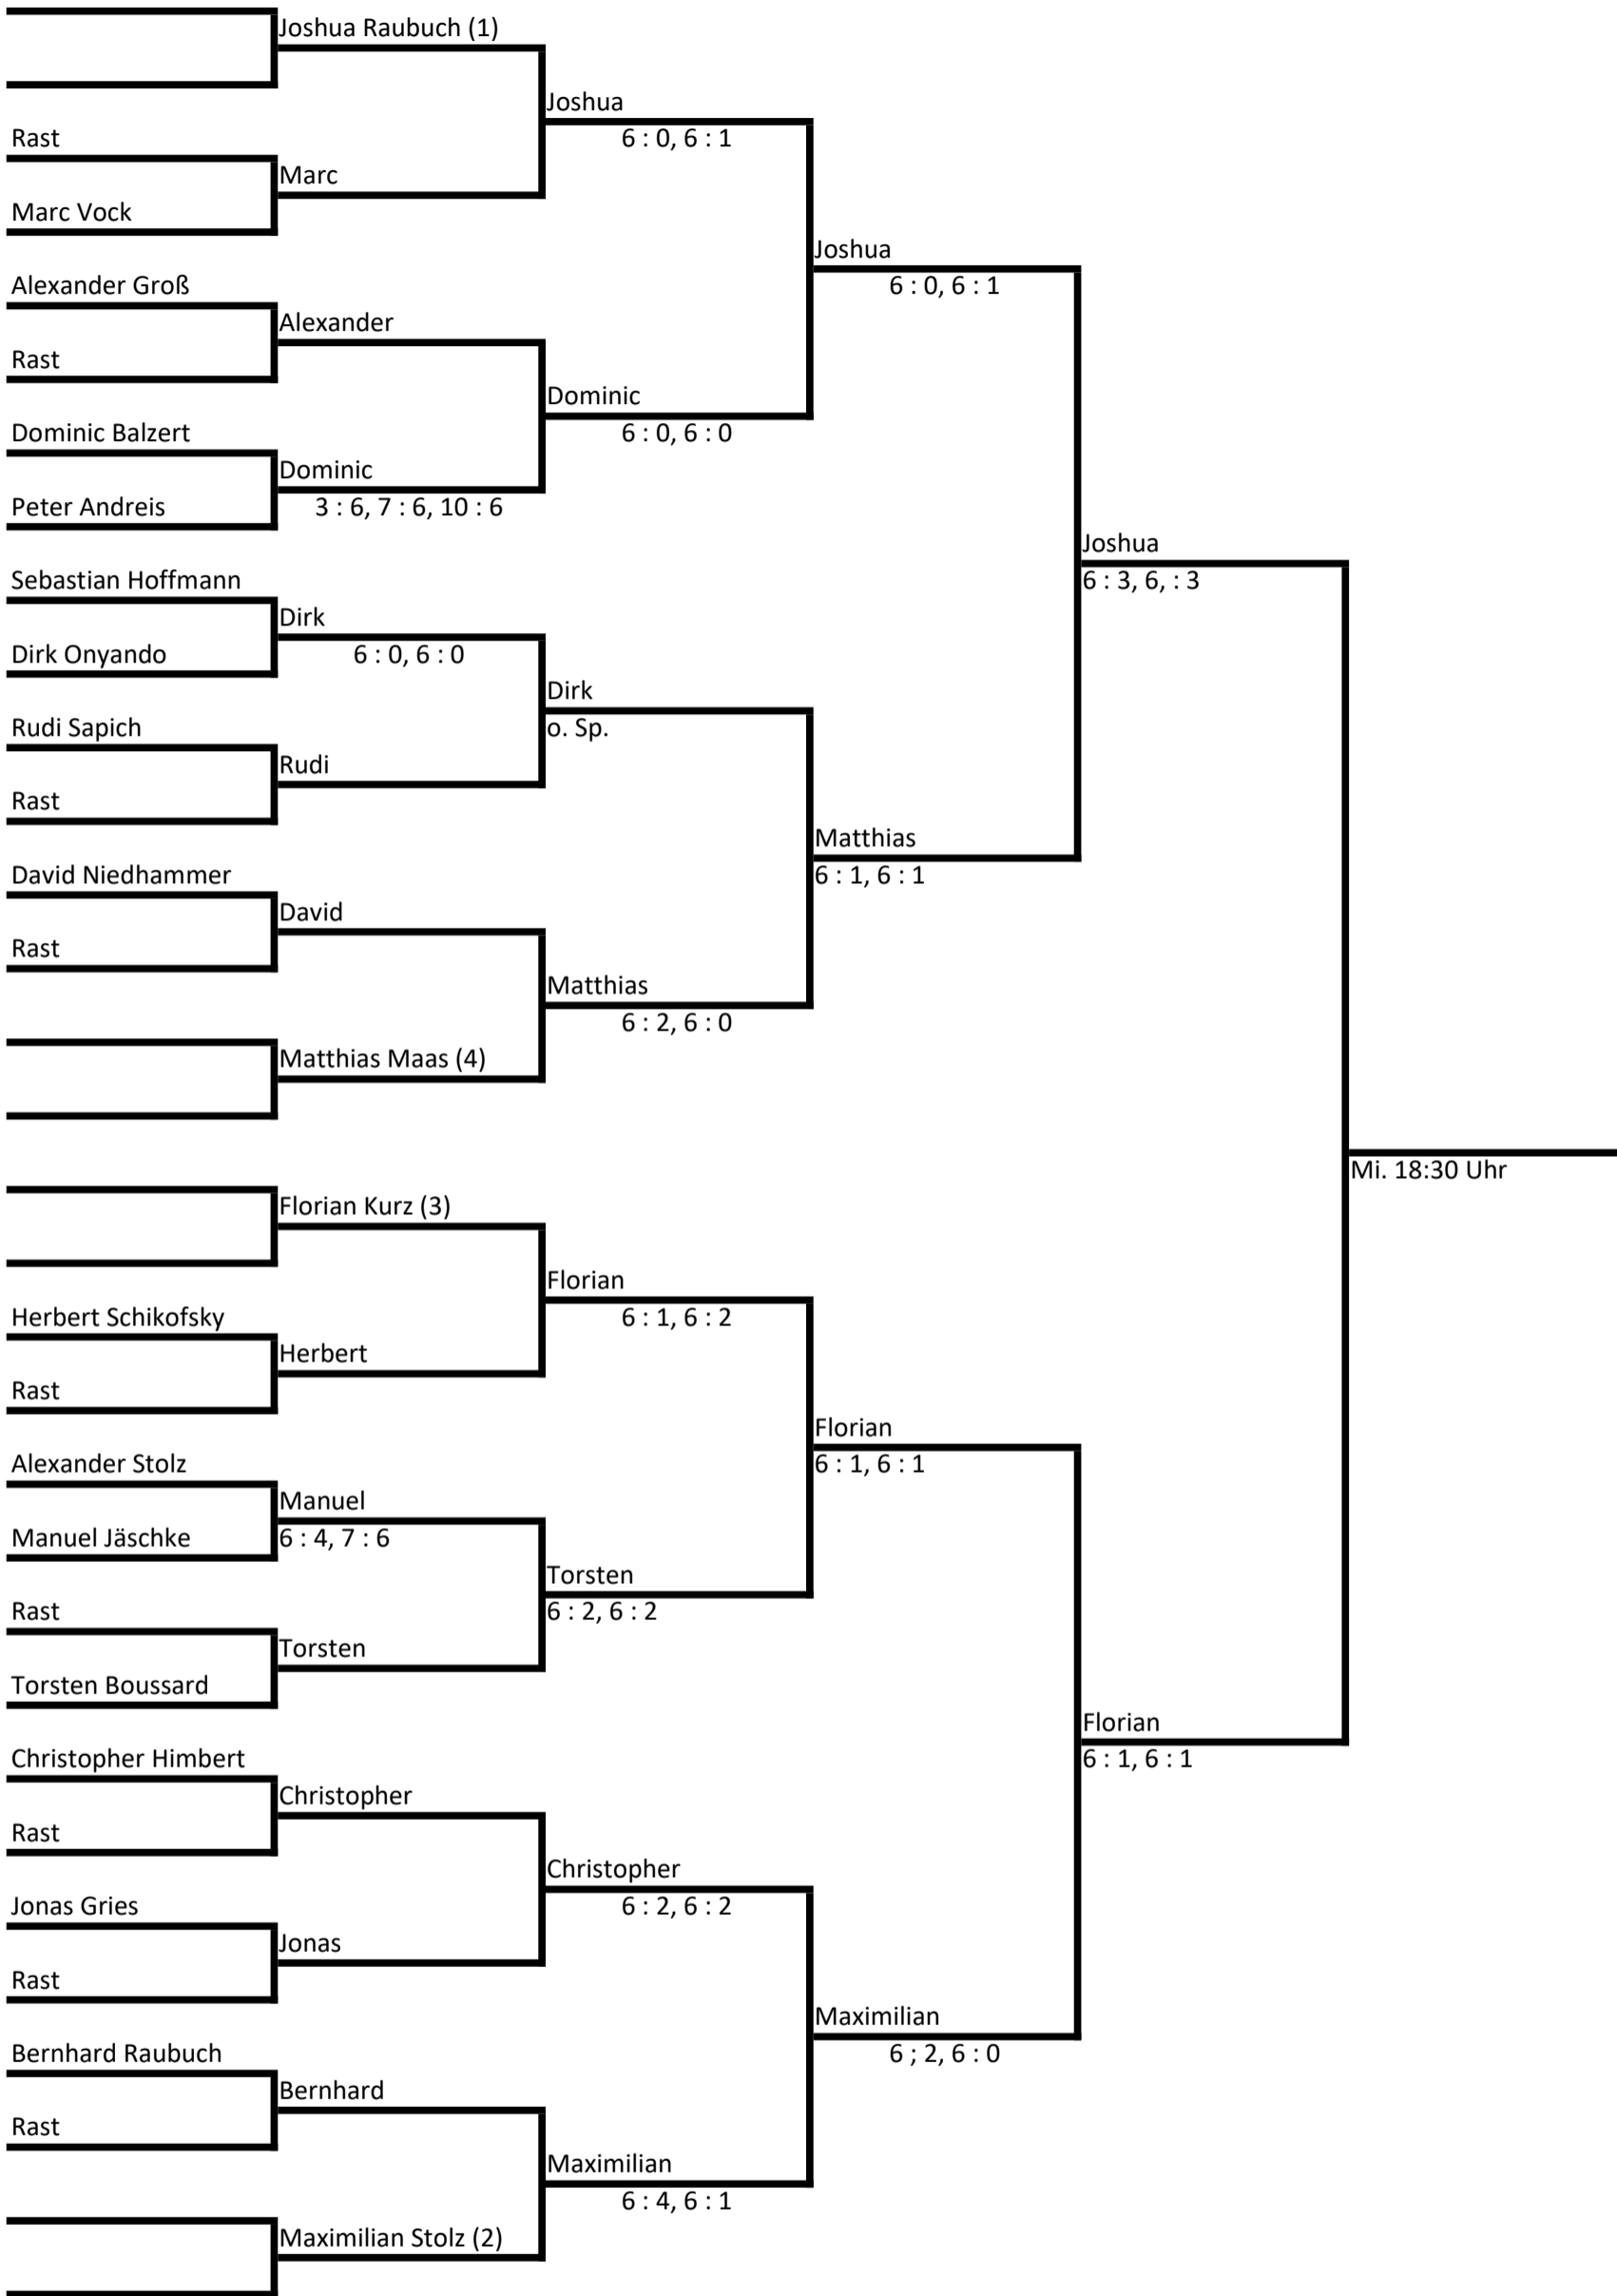 Joshua Raubuch (1)
Joshua
6 : 0, 6 : 1
Rast
Marc
Marc Vock
Joshua
6 : 0, 6 : 1
Alexander Groß
Alexander
Rast
Dominic
6 : 0, 6 : 0
Dominic Balzert
Dominic
3 : 6, 7 : 6, 10 : 6
Peter Andreis
Joshua
6 : 3, 6, : 3
Sebastian Hoffmann
Dirk
6 : 0, 6 : 0
Dirk Onyando
Dirk
o. Sp.
Rudi Sapich
Rudi
Rast
Matthias
6 : 1, 6 : 1
David Niedhammer
David
Rast
Matthias
6 : 2, 6 : 0
Matthias Maas (4)
Mi. 18:30 Uhr
Florian Kurz (3)
Florian
6 : 1, 6 : 2
Herbert Schikofsky
Herbert
Rast
Florian
6 : 1, 6 : 1
Alexander Stolz
Manuel
6 : 4, 7 : 6
Manuel Jäschke
Torsten
6 : 2, 6 : 2
Rast
Torsten
Torsten Boussard
Florian
6 : 1, 6 : 1
Christopher Himbert
Christopher
Rast
Christopher
6 : 2, 6 : 2
Jonas Gries
Jonas
Rast
Maximilian
6 ; 2, 6 : 0
Bernhard Raubuch
Bernhard
Rast
Maximilian
6 : 4, 6 : 1
Maximilian Stolz (2)